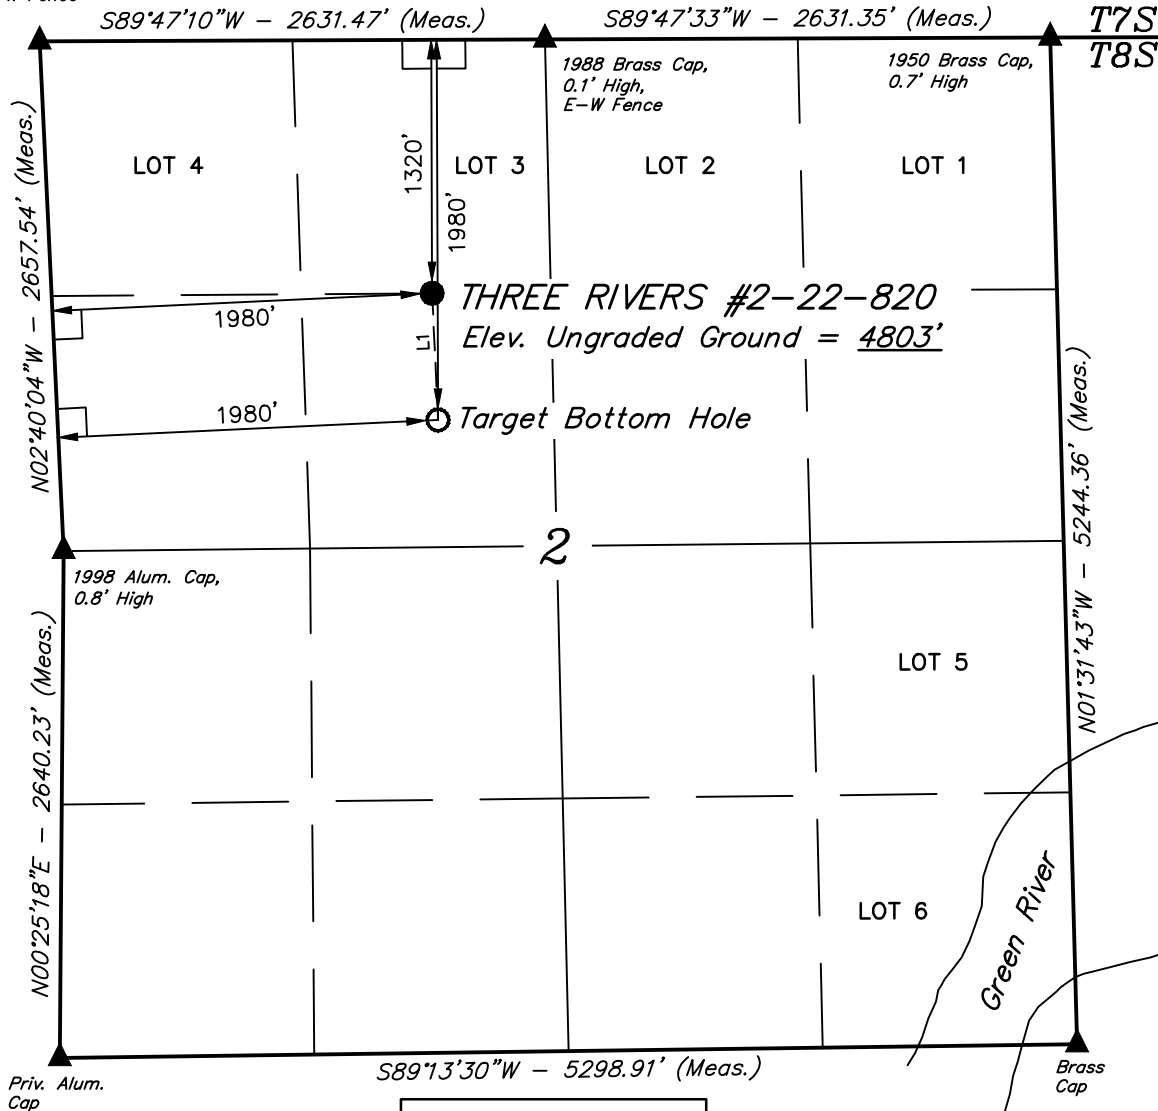 S89°47'10"W - 2631.47' (Meas.)
S89°47'33"W - 2631.35' (Meas.)
T7S
T8S
1988 Brass Cap,
0.1' High,
E-W Fence
1950 Brass Cap,
0.7' High
N02°40'04"W - 2657.54' (Meas.)
LOT 4
1320'
LOT 3
LOT 2
LOT 1
1980'
THREE RIVERS #2-22-820
1980'
L1
Elev. Ungraded Ground = 4803'
1980'
Target Bottom Hole
N01°31'43"W - 5244.36' (Meas.)
2
1998 Alum. Cap,
0.8' High
N00°25'18"E - 2640.23' (Meas.)
LOT 5
LOT 6
Green River
S89°13'30"W - 5298.91' (Meas.)
Priv. Alum.
Cap
Brass
Cap